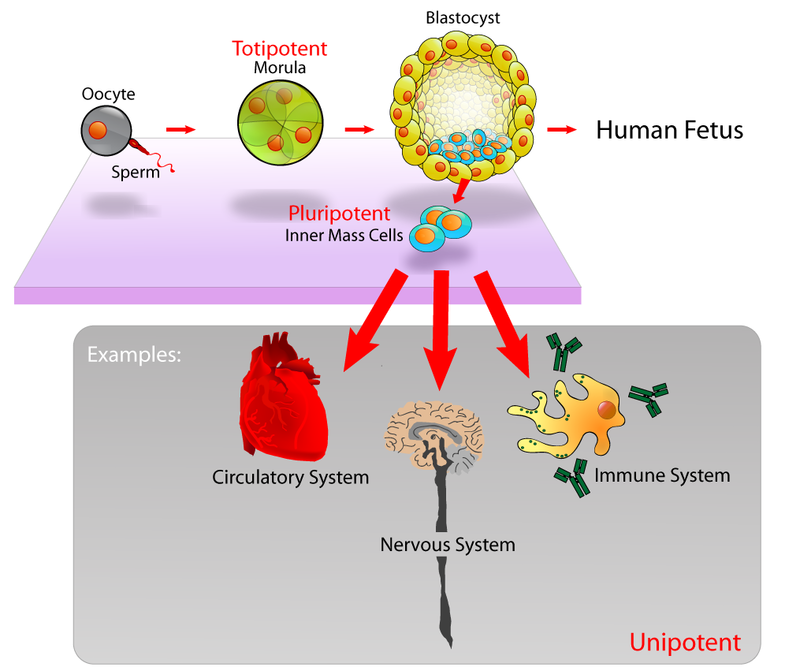 Blastocyst
Totipotent
Morula
Oocyte
Human Fetus
Sperm
Pluripotent
Inner Mass Cells
Examples:
Circulatory System
Immune System
Nervous System
Unipotent